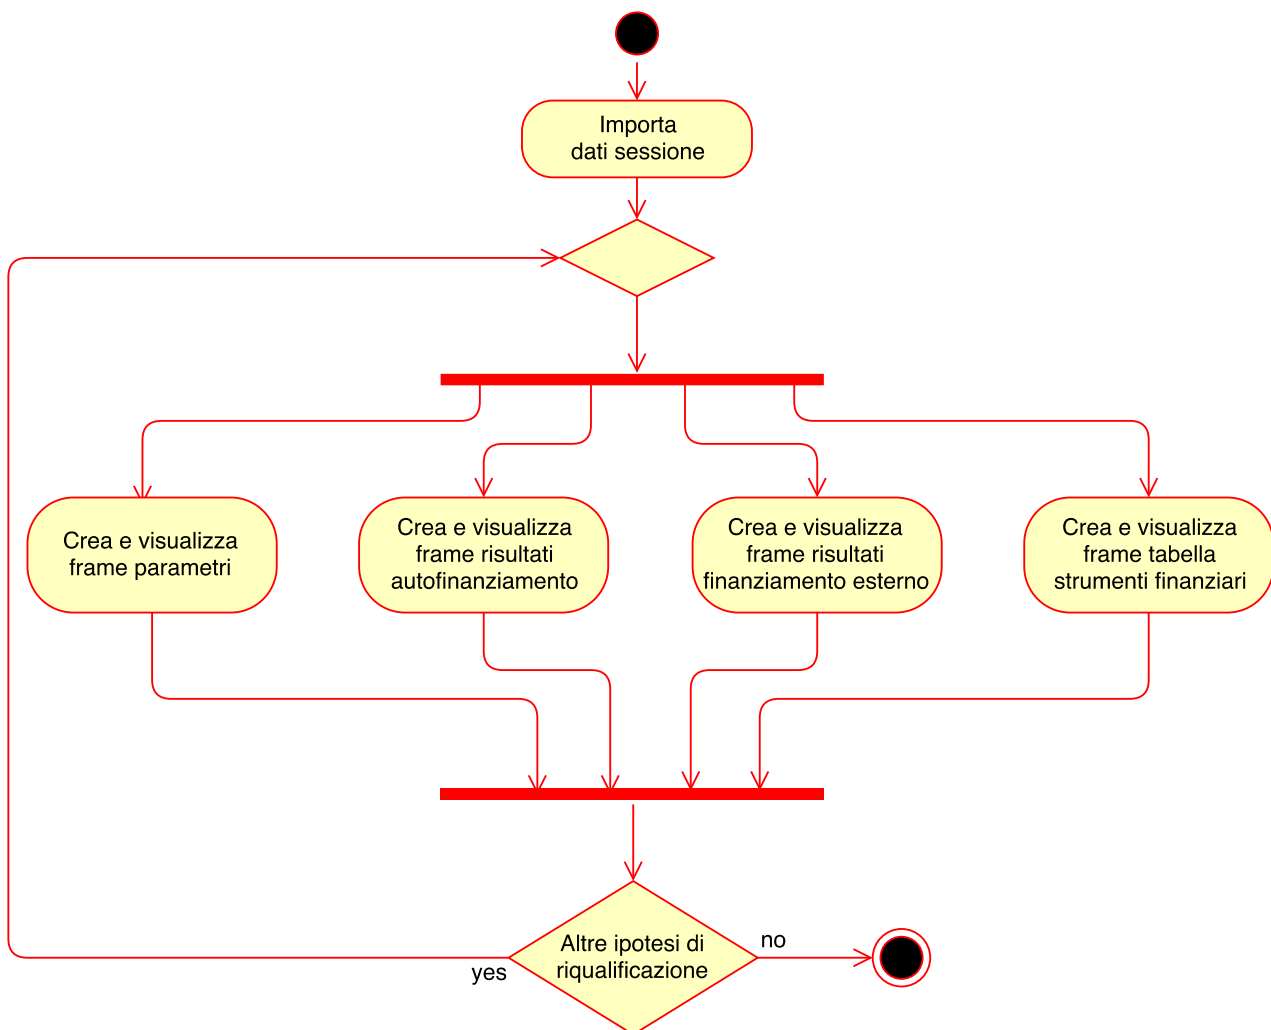 Importa
dati sessione
Crea e visualizza
frame parametri
Crea e visualizza
frame risultati
autofinanziamento
Crea e visualizza
frame risultati
finanziamento esterno
Crea e visualizza
frame tabella
strumenti finanziari
Altre ipotesi di
riqualificazione
no
yes